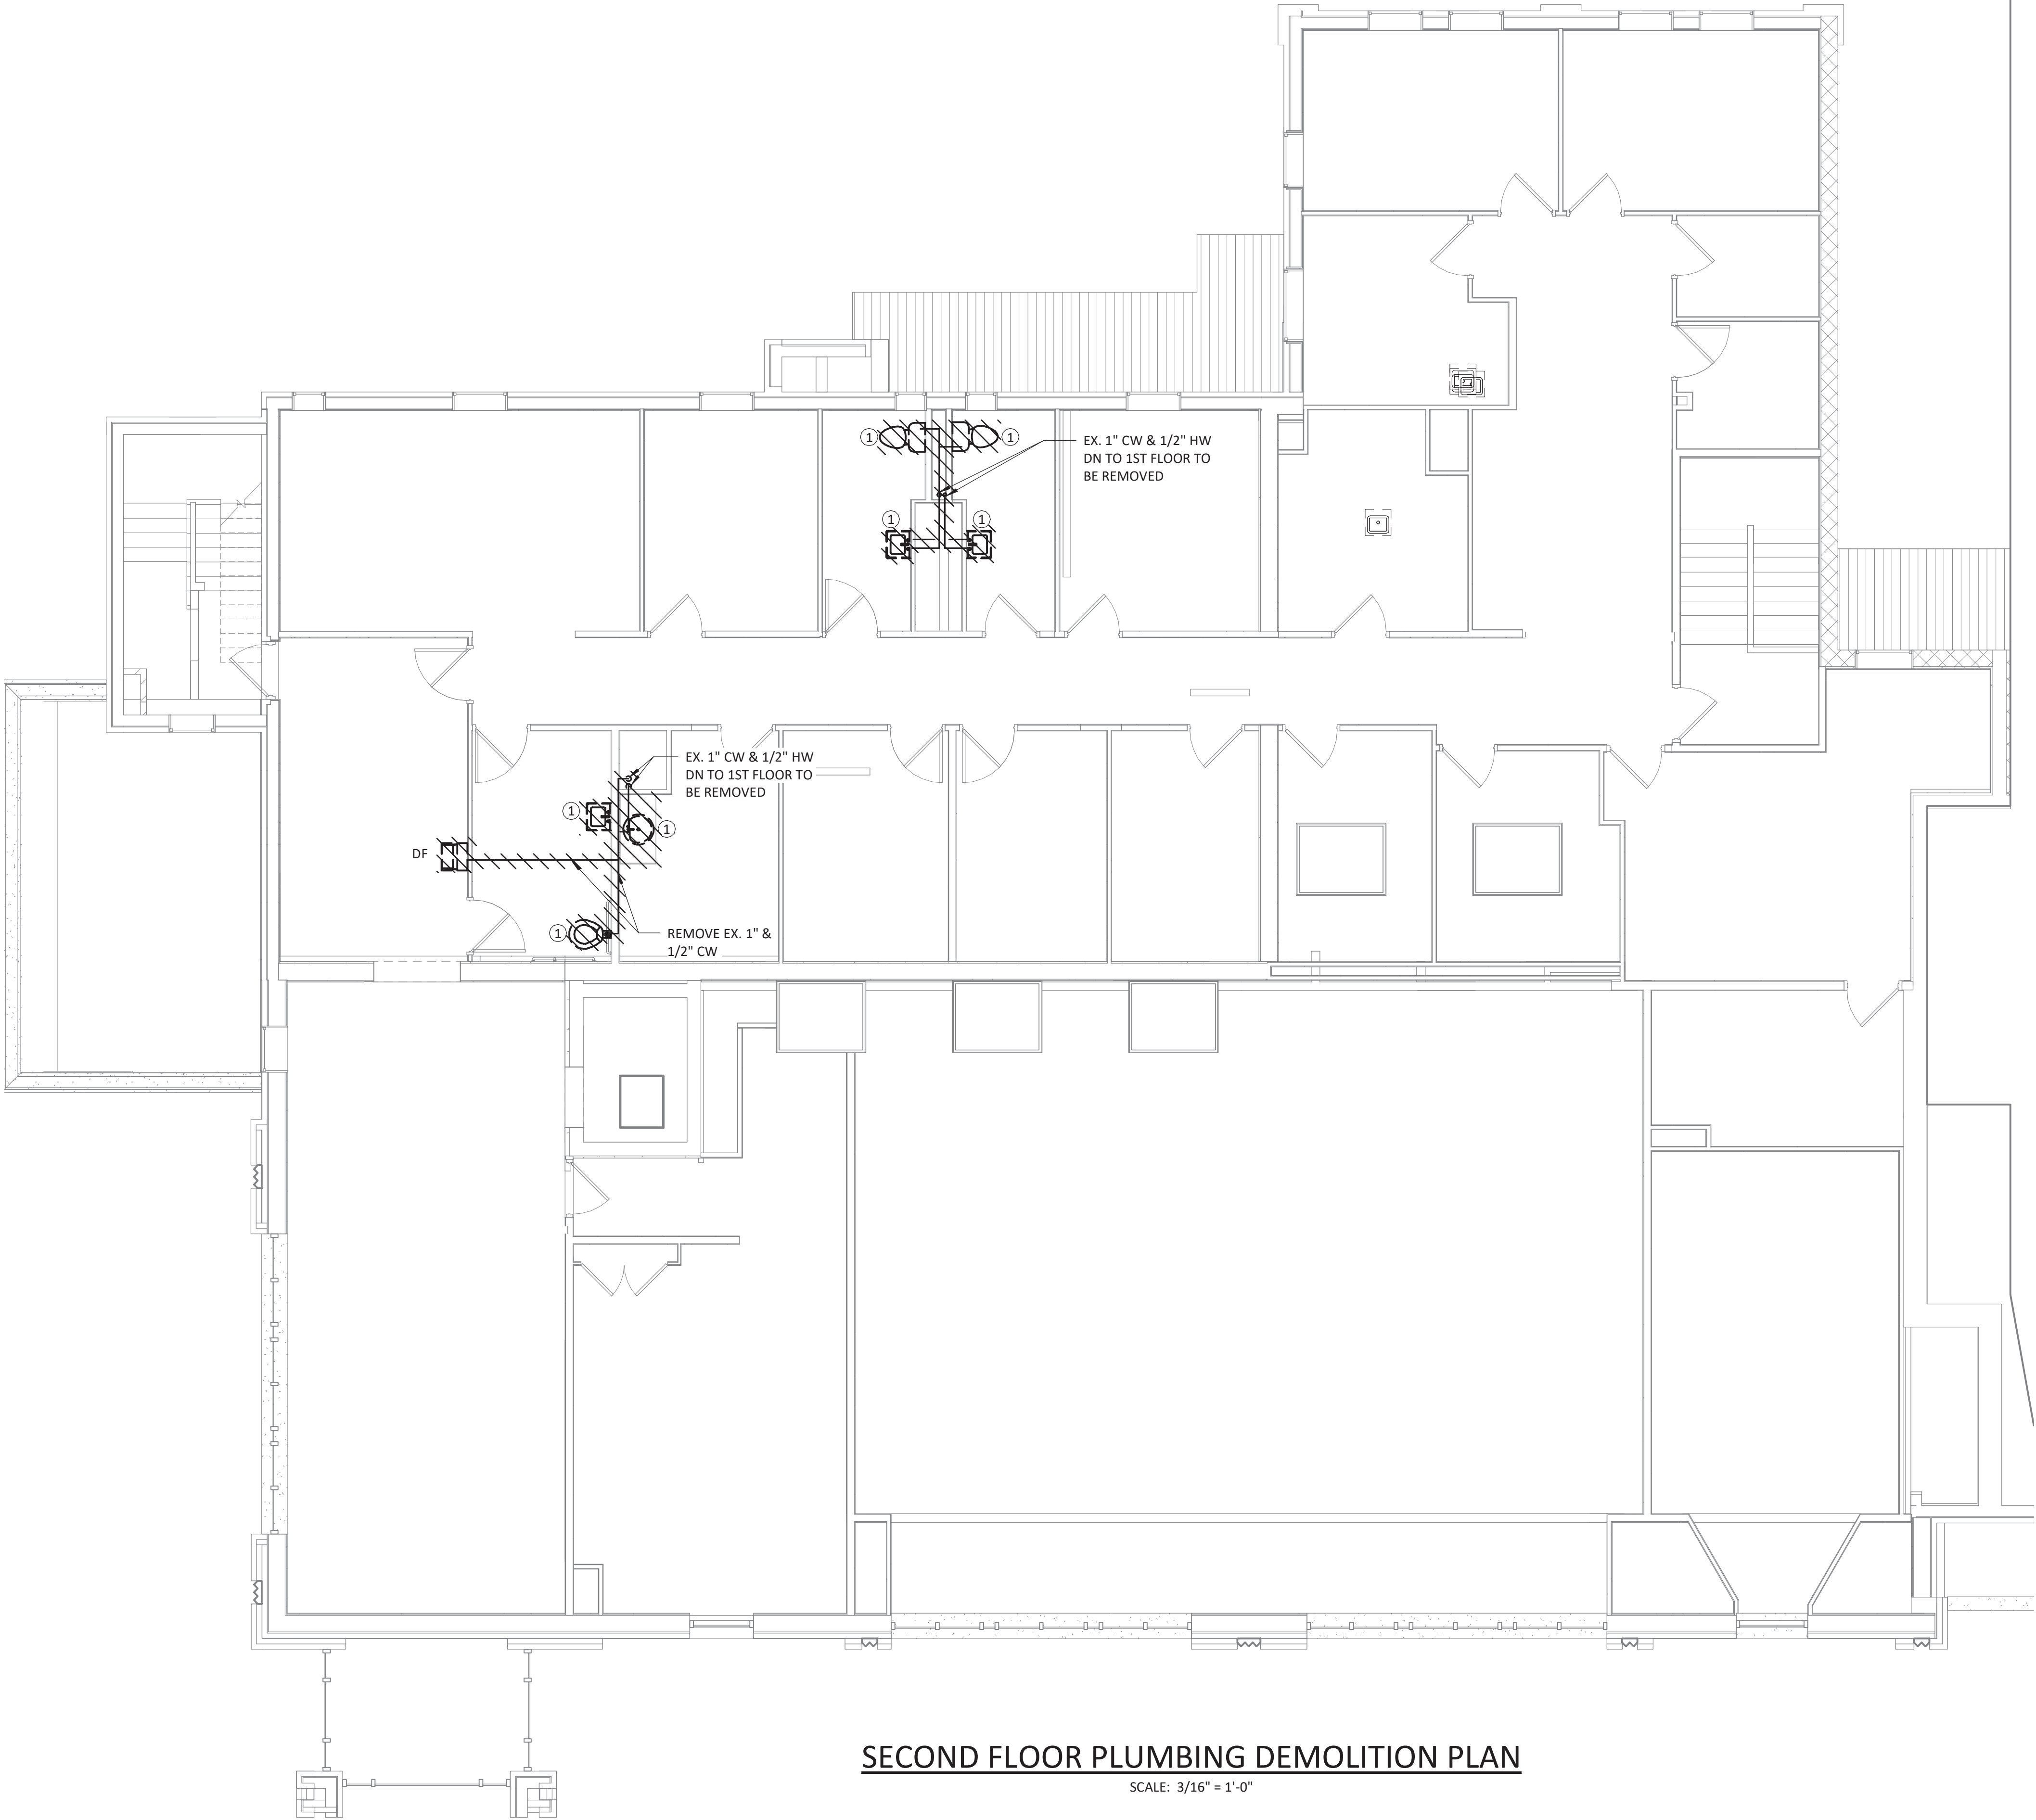 1
1
EX. 1" CW & 1/2" HW
DN TO 1ST FLOOR TO
BE REMOVED
1
1
EX. 1" CW & 1/2" HW
DN TO 1ST FLOOR TO
BE REMOVED
1
1
DF
1
REMOVE EX. 1" &
1/2" CW
SECOND FLOOR PLUMBING DEMOLITION PLAN
SCALE: 3/16" = 1'-0"